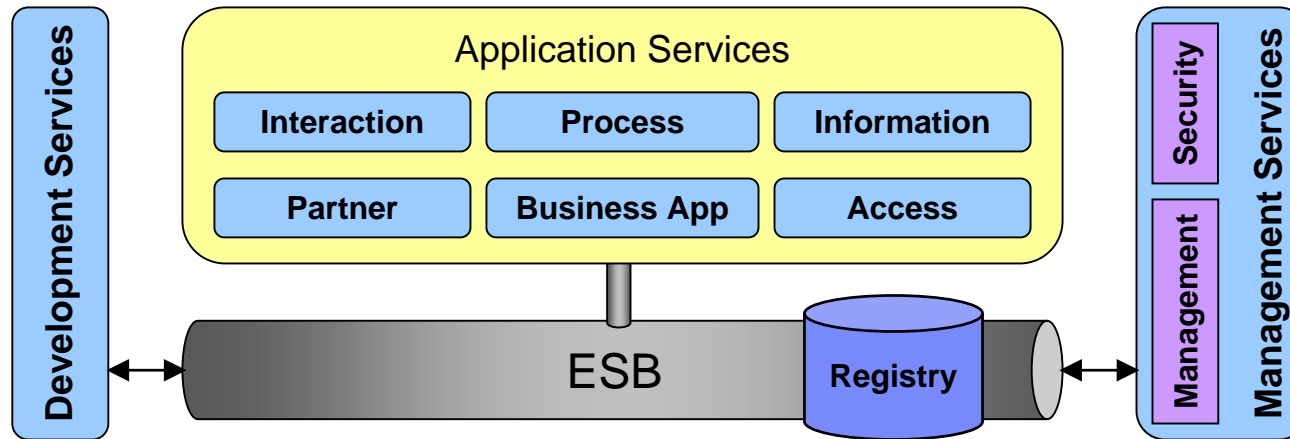 Development Services
Application Services
Interaction
Process
Information
Partner
Business App
Access
ESB
Registry
Security
Management
Management Services